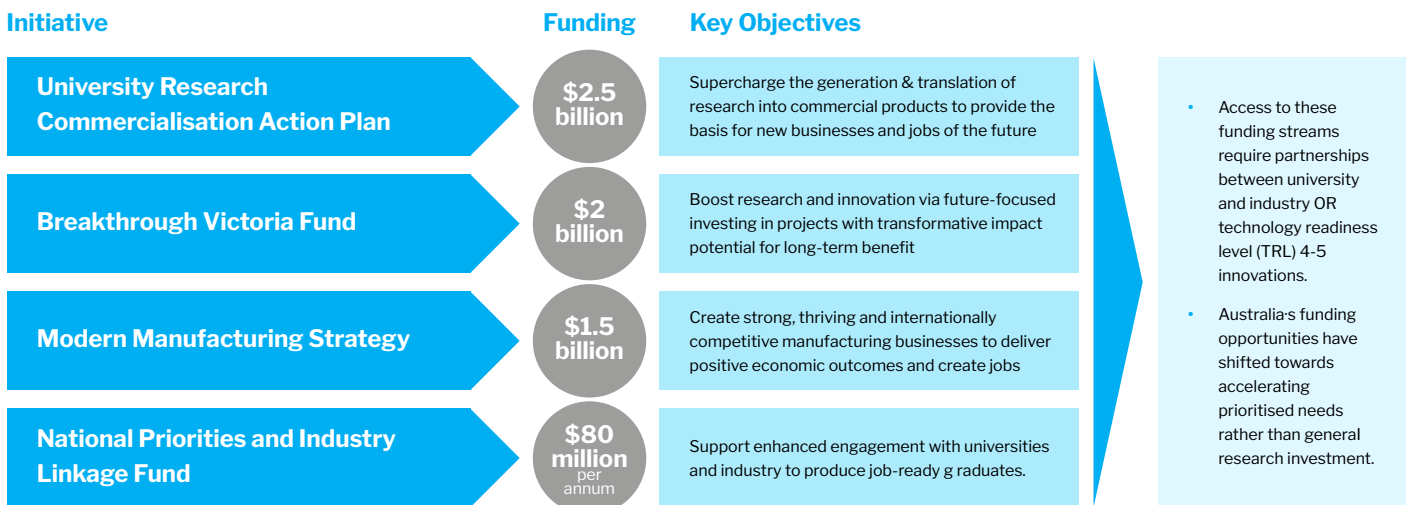 Initiative
Funding
Key Objectives
University Research
Commercialisation Action Plan
$2.5
billion
Supercharge the generation & translation of
research into commercial products to provide the
basis for new businesses and jobs of the future
Breakthrough Victoria Fund
$2
billion
Boost research and innovation via future-focused
investing in projects with transformative impact
potential for long-term benefit
Modern Manufacturing Strategy
$1.5
billion
Create strong, thriving and internationally
competitive manufacturing businesses to deliver
positive economic outcomes and create jobs
National Priorities and Industry
Linkage Fund
$80
million
per
annum
Support enhanced engagement with universities
and industry to produce job-ready g raduates.
• Access to these
funding streams
require partnerships
between university
and industry OR
technology readiness
level (TRL) 4-5
innovations.
• Australia·s funding
opportunities have
shifted towards
accelerating
prioritised needs
rather than general
research investment.